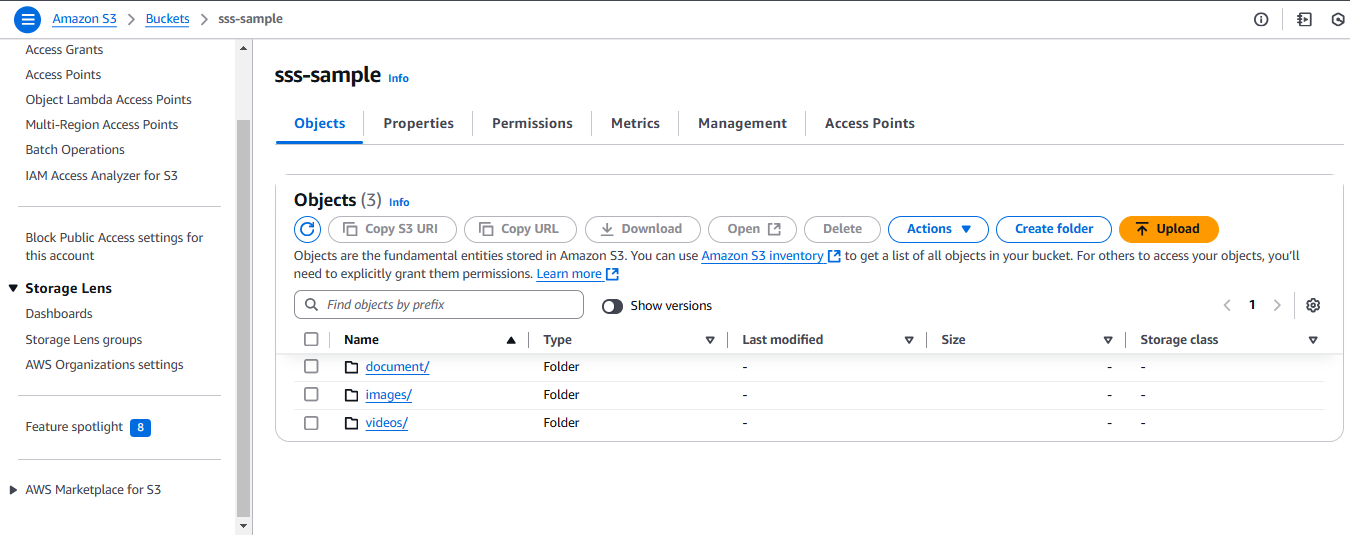 Amazon S3 > Buckets > sss-sample
Access Grants
Access Points
Object Lambda Access Points
Multi-Region Access Points
Batch Operations
IAM Access Analyzer for S3
Block Public Access settings for
this account
Storage Lens
Dashboards
Storage Lens groups
AWS Organizations settings
Feature spotlight 8
AWS Marketplace for S3
sss-sample Info
Objects Properties Permissions Metrics Management Access Points
Objects (3) Info
Copy S3 URI Copy URL Download Open Delete Actions Create folder Upload
Objects are the fundamental entities stored in Amazon S3. You can use Amazon S3 inventory to get a list of all objects in your bucket. For others to access your objects, you'll
need to explicitly grant them permissions. Learn more
Find objects by prefix Show versions 1
Name Type Last modified Size Storage class
document/ Folder - - -
images/ Folder - - -
videos/ Folder - - -